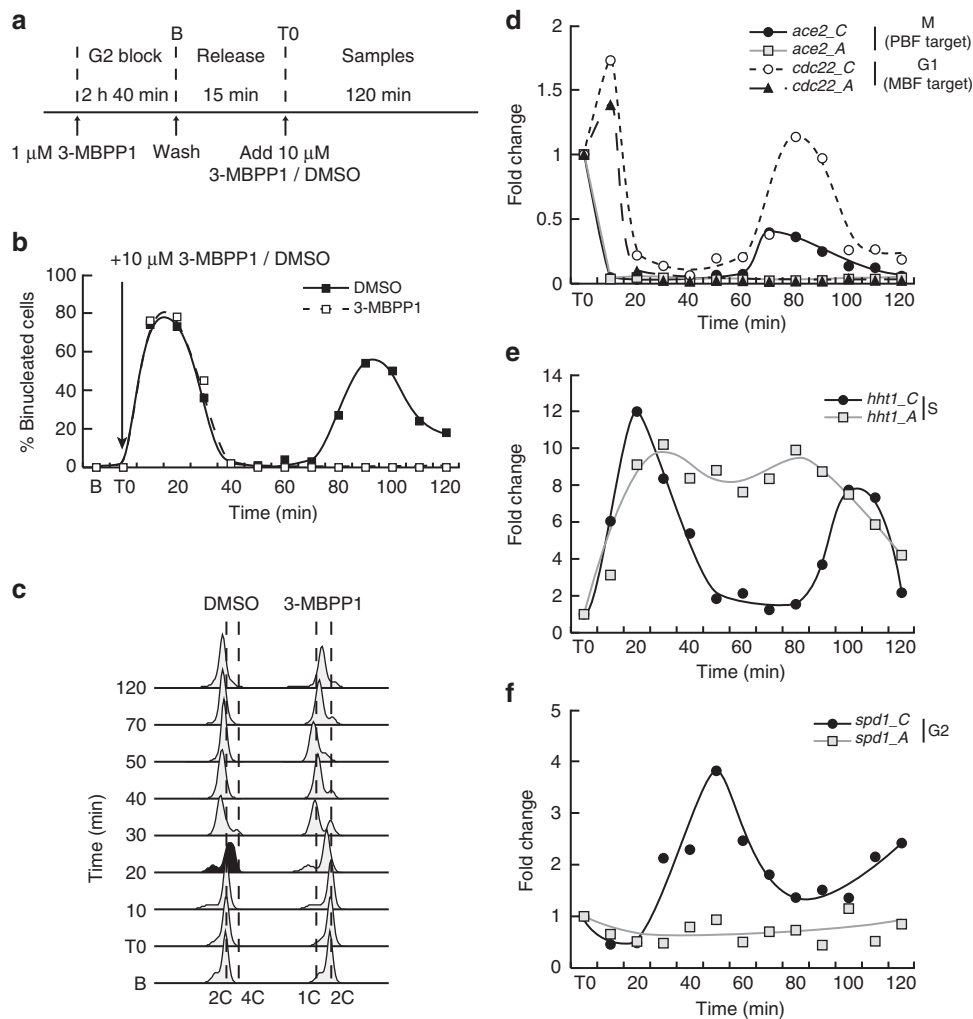 a
B
T0
G2 block
Release
Samples
2 h 40 min
15 min
120 min
1 μM 3-MBPP1
Wash
Add 10 μM
3-MBPP1 / DMSO
b
+10 μM 3-MBPP1 / DMSO
100
80
60
40
20
0
% Binucleated cells
DMSO
3-MBPP1
B T0 20 40 60 80 100 120
Time (min)
c
DMSO 3-MBPP1
120
70
50
40
30
20
10
T0
B
Time (min)
2C 4C 1C 2C
d
2
1.5
1
0.5
0
Fold change
ace2_C
ace2_A
cdc22_C
cdc22_A
M
(PBF target)
G1
(MBF target)
T0 20 40 60 80 100 120
Time (min)
e
14
12
10
8
6
4
2
0
Fold change
hht1_C
hht1_A
S
T0 20 40 60 80 100 120
Time (min)
f
5
4
3
2
1
0
Fold change
spd1_C
spd1_A
G2
T0 20 40 60 80 100 120
Time (min)